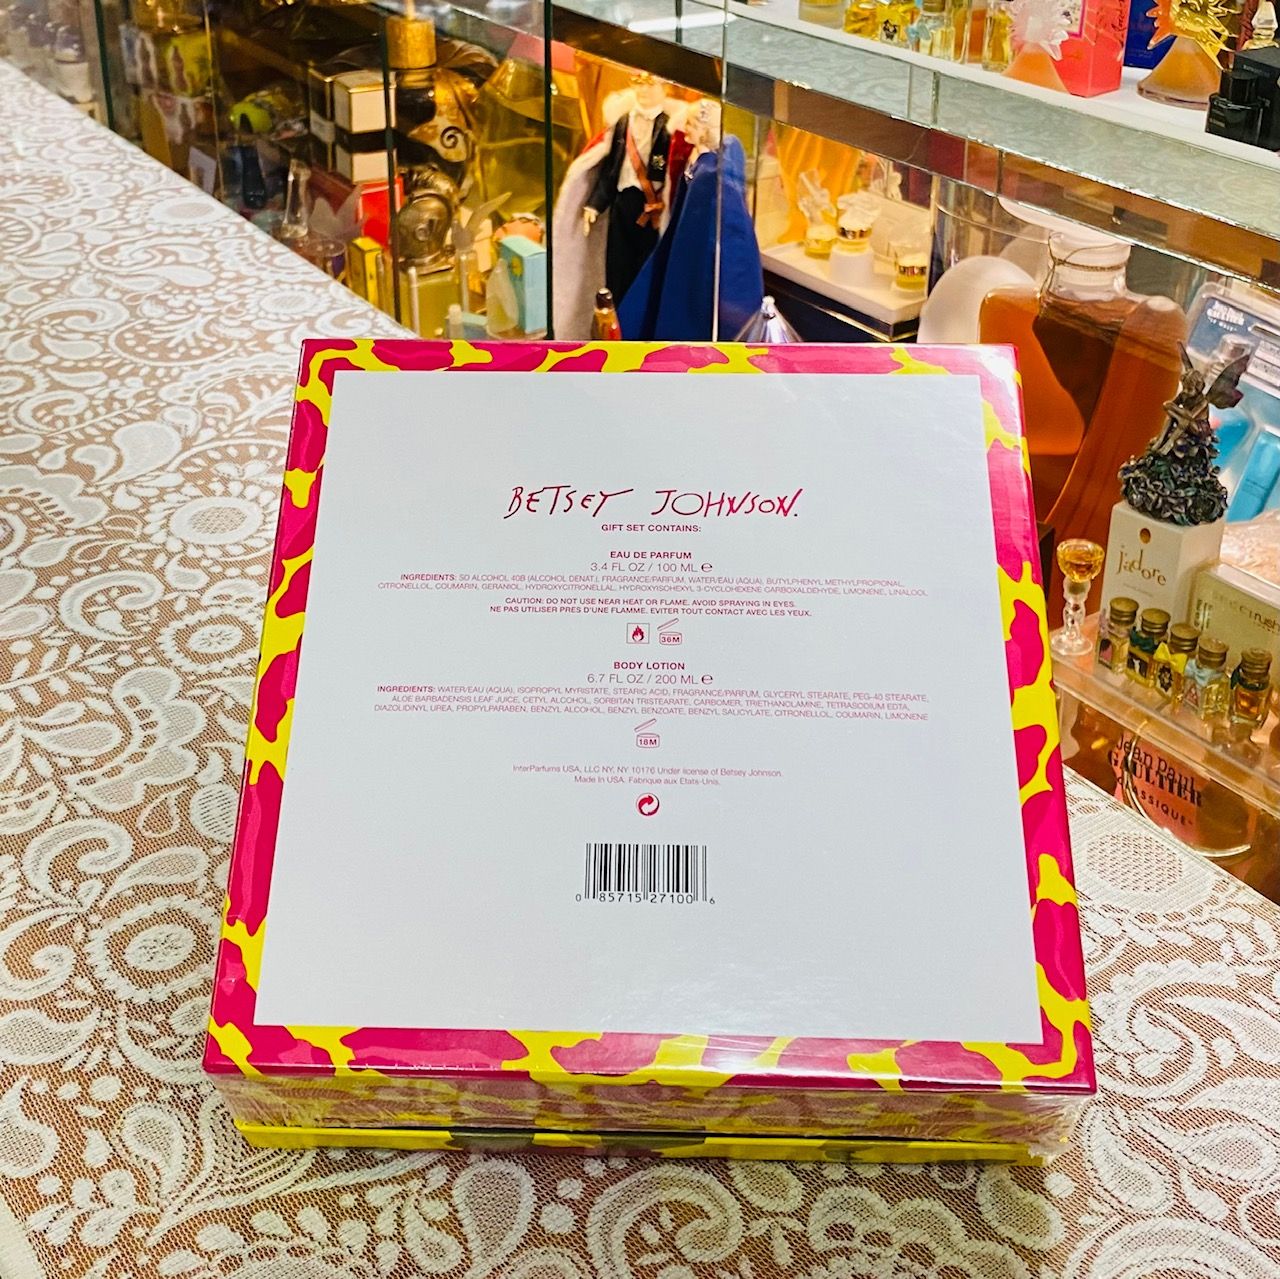 BETSEY JOHNSON.
GIFT SET CONTAINS:
EAU DE PARFUM
3.4 FL OZ / 100 ML ℮
INGREDIENTS: SD ALCOHOL 40B (ALCOHOL DENAT.), FRAGRANCE/PARFUM, WATER/EAU (AQUA), BUTYLPHENYL METHYLPROPIONAL,
CITRONELLOL, COUMARIN, GERANIOL, HYDROXYCITRONELLAL, HYDROXYISOHEXYL 3-CYCLOHEXENE CARBOXALDEHYDE, LIMONENE, LINALOOL
CAUTION: DO NOT USE NEAR HEAT OR FLAME. AVOID SPRAYING IN EYES.
NE PAS UTILISER PRES D'UNE FLAMME. EVITER TOUT CONTACT AVEC LES YEUX.
36M
BODY LOTION
6.7 FL OZ / 200 ML ℮
INGREDIENTS: WATER/EAU (AQUA), ISOPROPYL MYRISTATE, STEARIC ACID, FRAGRANCE/PARFUM, GLYCERYL STEARATE, PEG-40 STEARATE,
ALOE BARBADENSIS LEAF JUICE, CETYL ALCOHOL, SORBITAN TRISTEARATE, CARBOMER, TRIETHANOLAMINE, TETRASODIUM EDTA,
DIAZOLIDINYL UREA, PROPYLPARABEN, BENZYL ALCOHOL, BENZYL BENZOATE, BENZYL SALICYLATE, CITRONELLOL, COUMARIN, LIMONENE
18M
InterParfums USA, LLC NY, NY 10176 Under license of Betsey Johnson.
Made In USA. Fabrique aux Etats-Unis.
0 85715 27100 6
j'adore
Jean Paul
GAULTIER
CLASSIQUE